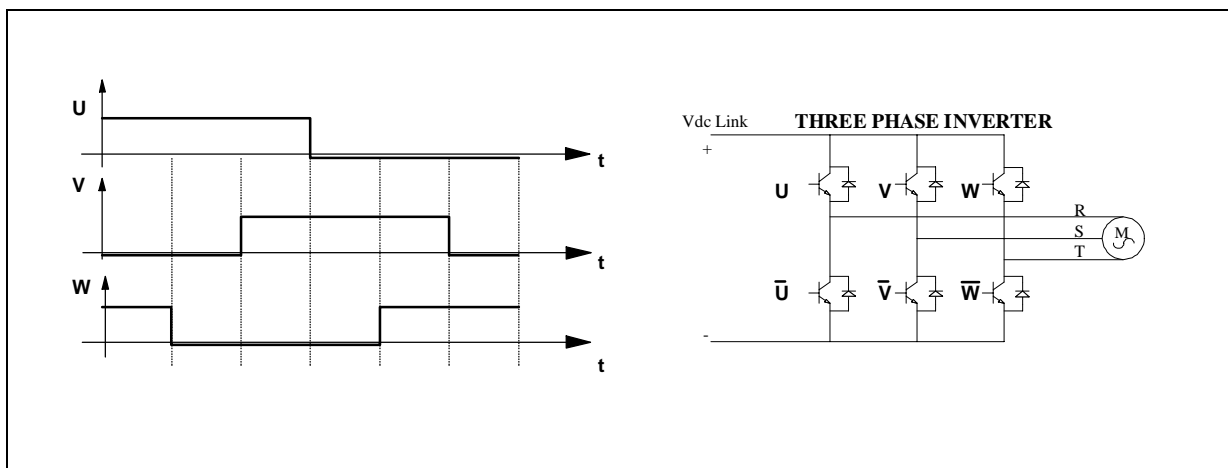 U
t
V
t
W
t
Vdc Link THREE PHASE INVERTER
+
U V W
R
S
M
T
U̅ V̅ W̅
-